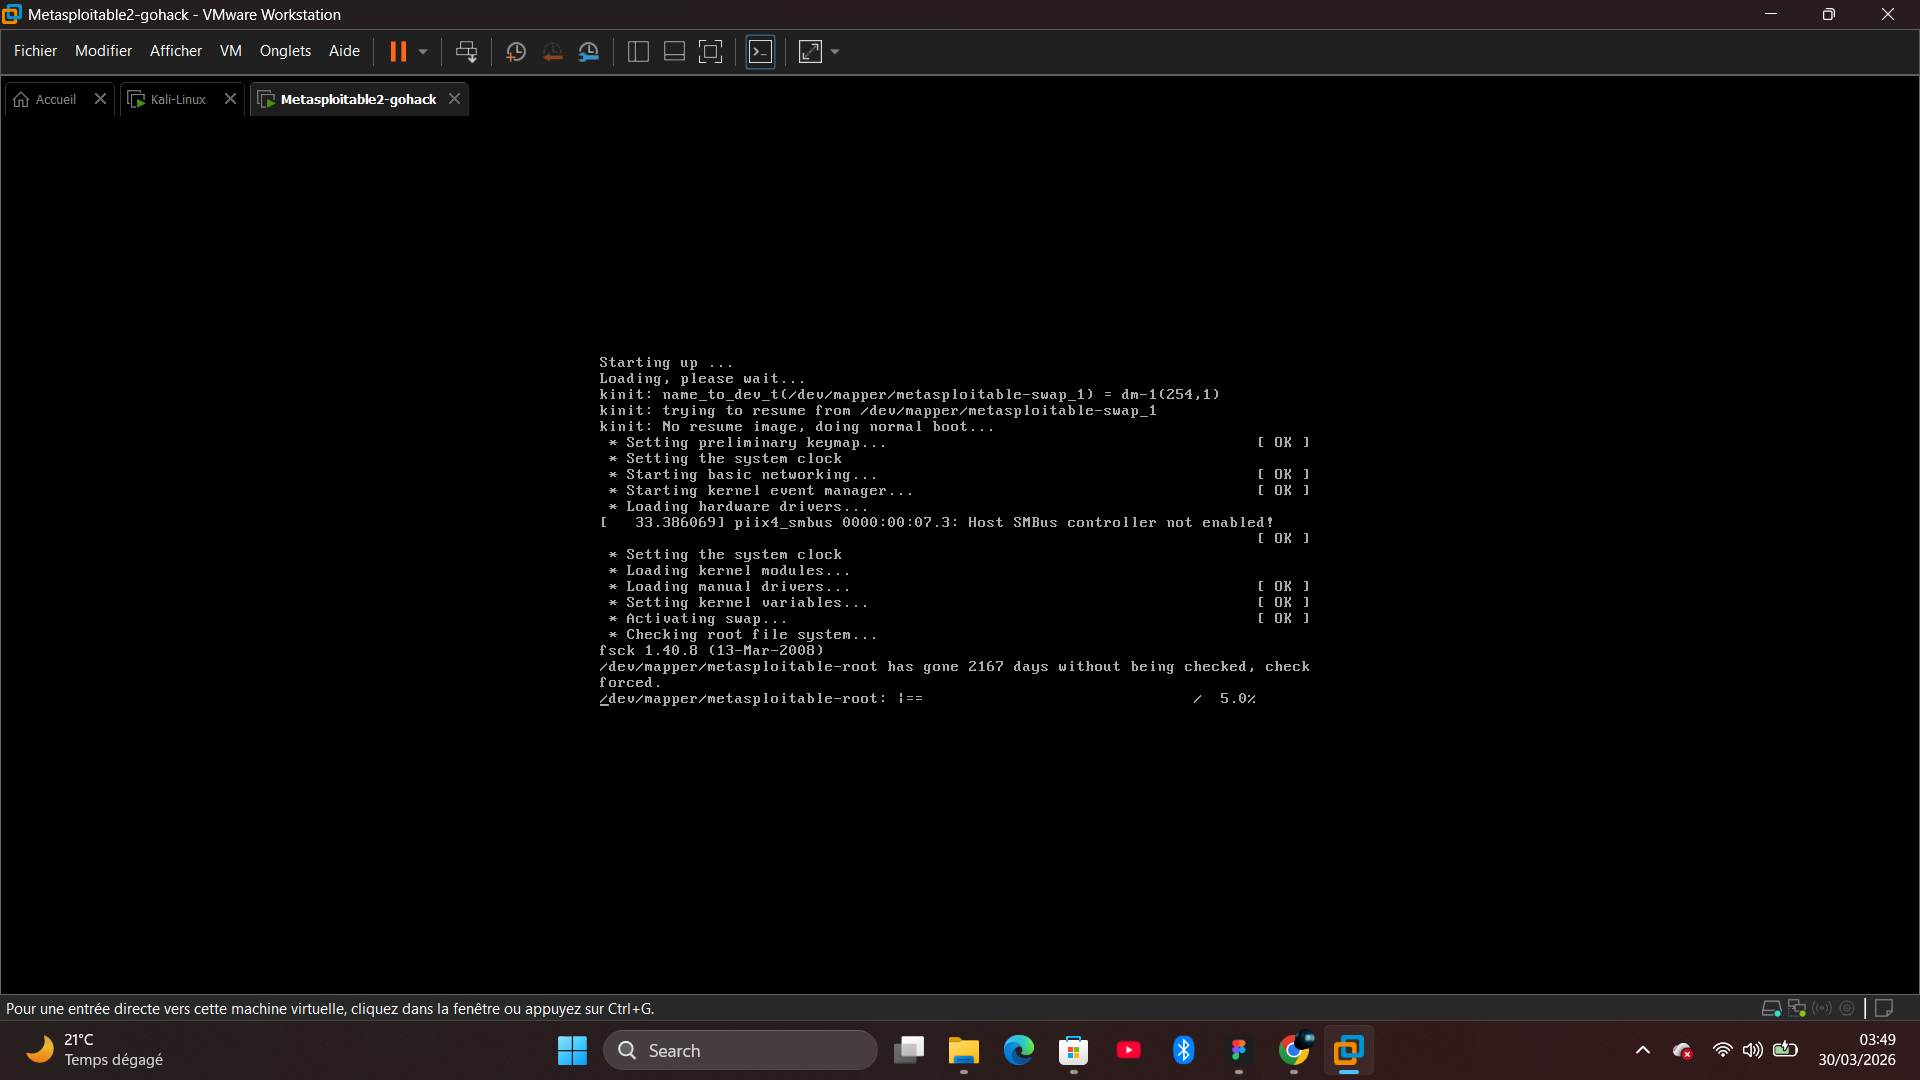 Metasploitable2-gohack - VMware Workstation
Fichier Modifier Afficher VM Onglets Aide
Accueil Kali-Linux Metasploitable2-gohack
Starting up ...
Loading, please wait...
kinit: name_to_dev_t(/dev/mapper/metasploitable-swap_1) = dm-1(254,1)
kinit: trying to resume from /dev/mapper/metasploitable-swap_1
kinit: No resume image, doing normal boot...
* Setting preliminary keymap... [ OK ]
* Setting the system clock
* Starting basic networking... [ OK ]
* Starting kernel event manager... [ OK ]
* Loading hardware drivers...
[   33.386069] piix4_smbus 0000:00:07.3: Host SMBus controller not enabled!
[ OK ]
* Setting the system clock
* Loading kernel modules...
* Loading manual drivers... [ OK ]
* Setting kernel variables... [ OK ]
* Activating swap... [ OK ]
* Checking root file system...
fsck 1.40.8 (13-Mar-2008)
/dev/mapper/metasploitable-root has gone 2167 days without being checked, check
forced.
/dev/mapper/metasploitable-root: |== / 5.0%
Pour une entrée directe vers cette machine virtuelle, cliquez dans la fenêtre ou appuyez sur Ctrl+G.
21°C
Temps dégagé
Search
03:49
30/03/2026